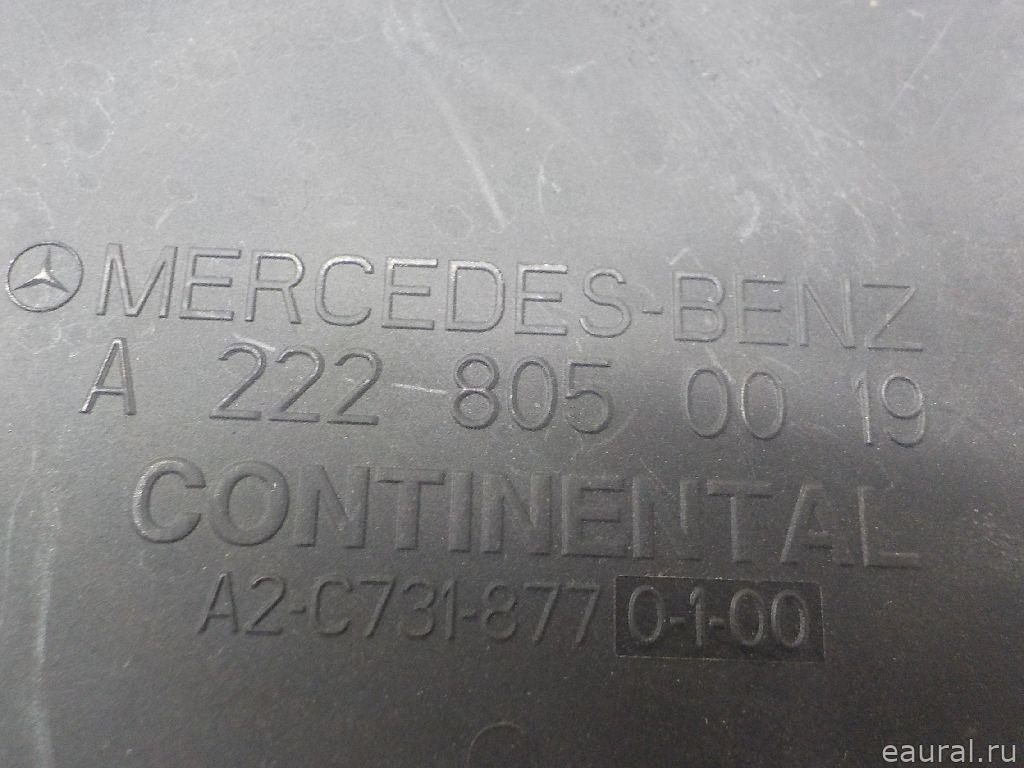 MERCEDES-BENZ
A 222 805 00 19
CONTINENTAL
A2-C731-877 0-1-00
eaural.ru